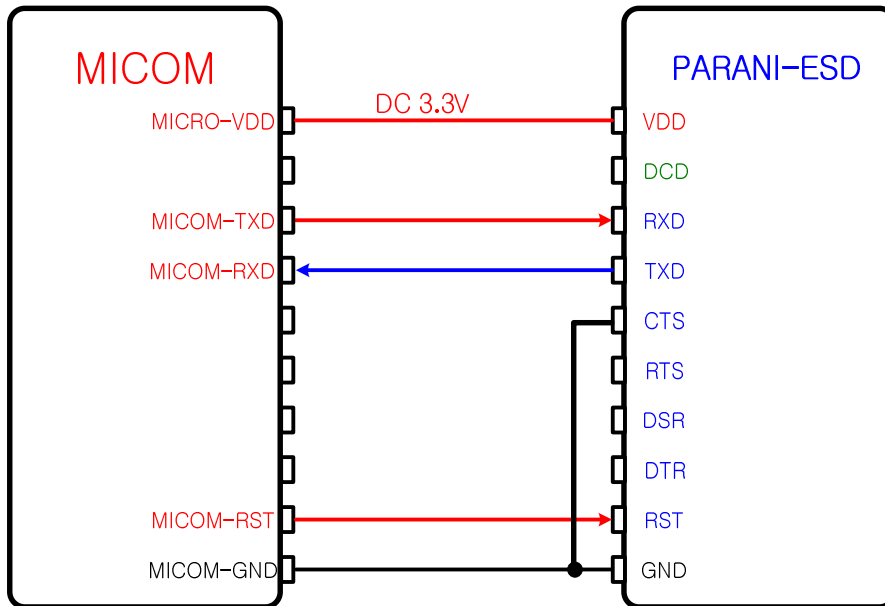 MICOM
PARANI-ESD
DC 3.3V
MICRO-VDD
VDD
DCD
MICOM-TXD
RXD
MICOM-RXD
TXD
CTS
RTS
DSR
DTR
MICOM-RST
RST
MICOM-GND
GND